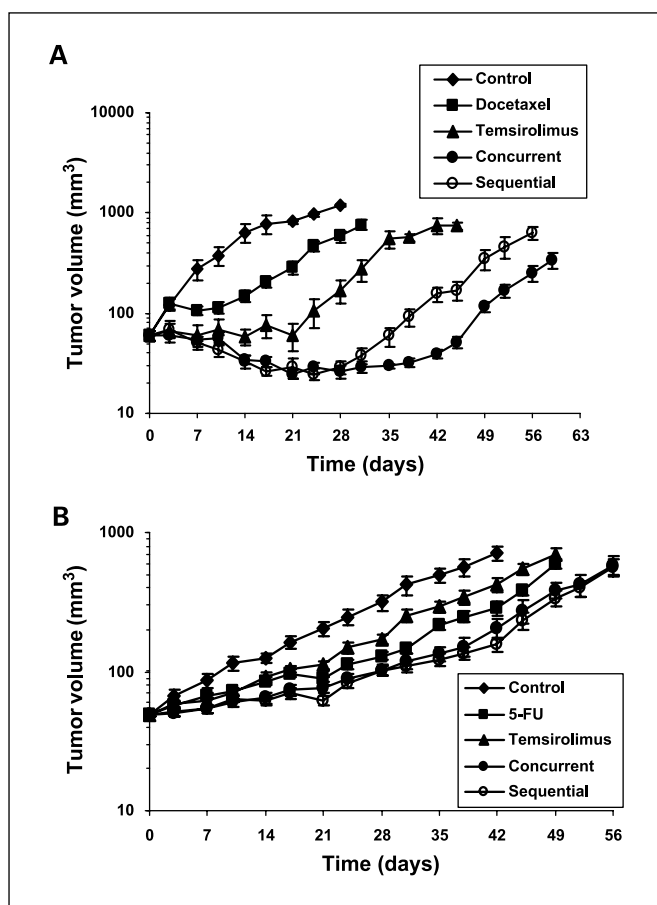 A
Control
Docetaxel
Temsirolimus
Concurrent
Sequential
Tumor volume (mm³)
10000
1000
100
10
0 7 14 21 28 35 42 49 56 63
Time (days)
B
Tumor volume (mm³)
1000
100
10
Control
5-FU
Temsirolimus
Concurrent
Sequential
0 7 14 21 28 35 42 49 56
Time (days)